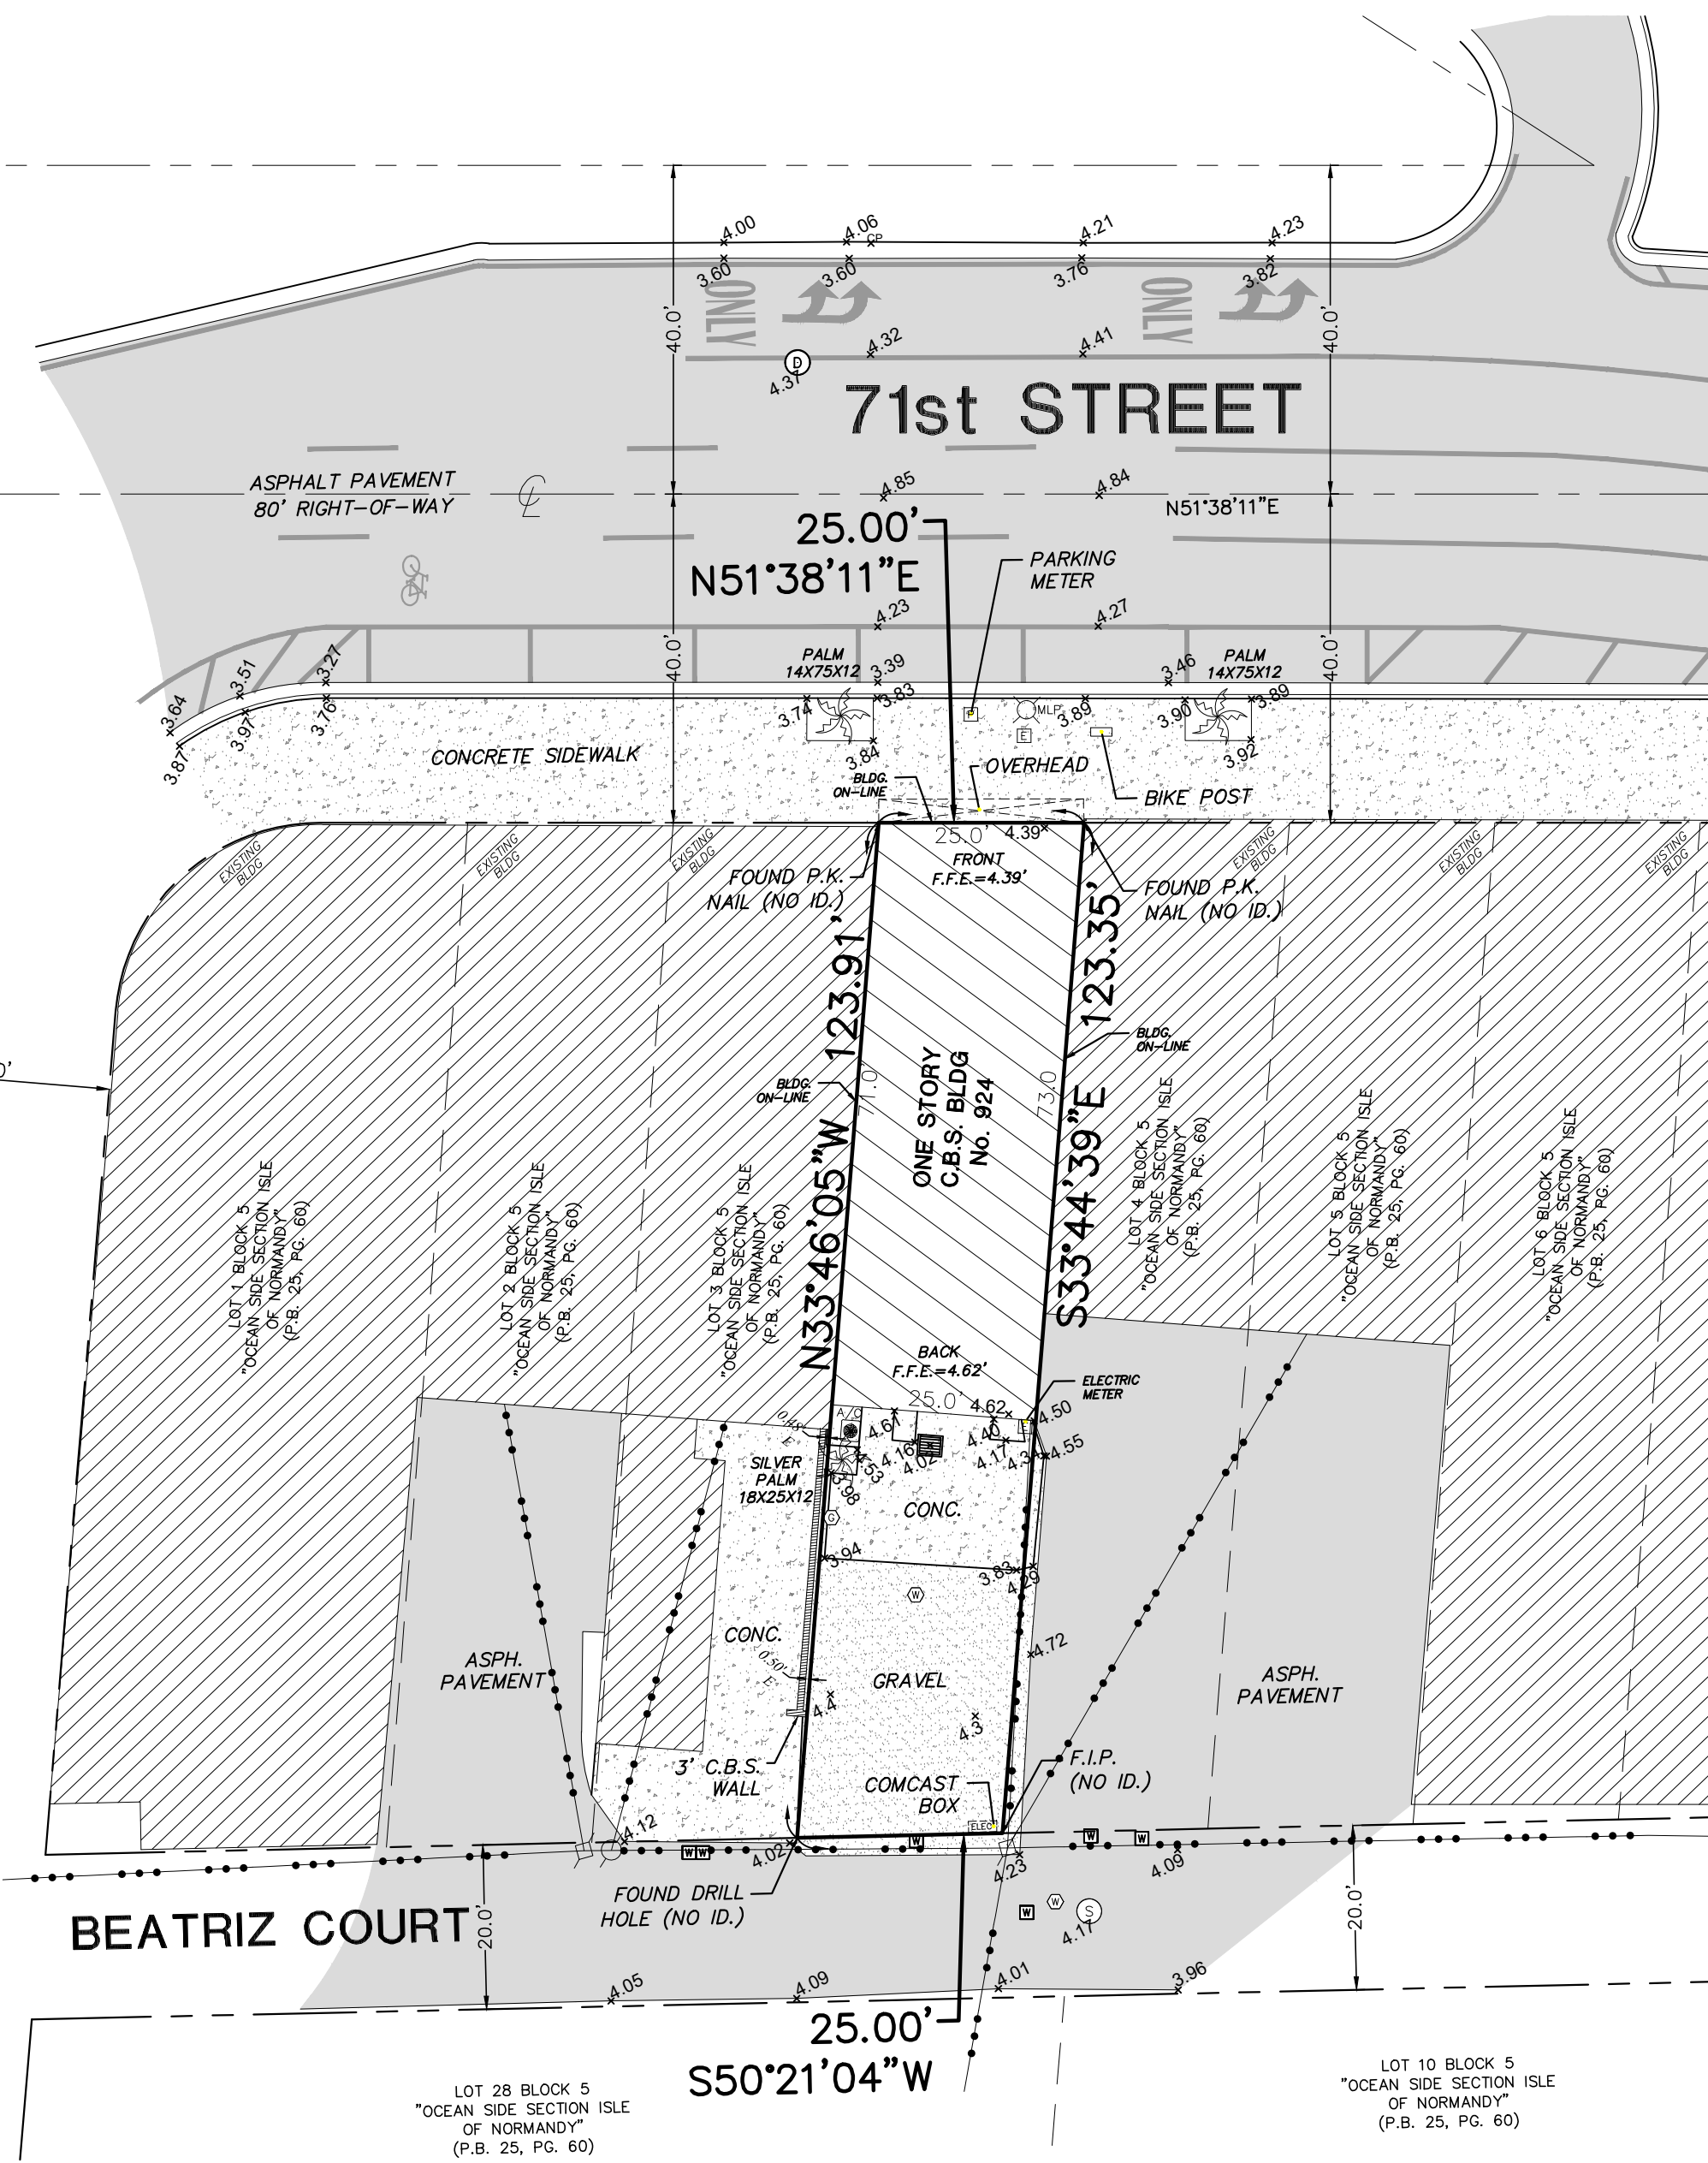 4.00
4.06
CP
4.21
4.23
3.60
3.60
3.76
3.82
ONLY
ONLY
40.0'
40.0'
4.32
4.41
D
4.37
71st STREET
ASPHALT PAVEMENT
80' RIGHT-OF-WAY
4.85
4.84
N51°38'11"E
25.00'
N51°38'11"E
PARKING
METER
4.23
4.27
40.0'
40.0'
PALM
14X75X12
3.39
3.46
PALM
14X75X12
3.64
3.51
3.27
3.87
3.97
3.76
3.74
3.83
P
MLP
3.89
3.90
3.89
E
3.84
3.92
CONCRETE SIDEWALK
BLDG.
ON-LINE
OVERHEAD
BIKE POST
25.0'
4.39
EXISTING
BLDG
EXISTING
BLDG
EXISTING
BLDG
EXISTING
BLDG
EXISTING
BLDG
EXISTING
BLDG
FRONT
F.F.E.=4.39'
FOUND P.K.
NAIL (NO ID.)
FOUND P.K.
NAIL (NO ID.)
N33°46'05"W 123.91'
S33°44'39"E 123.35'
BLDG.
ON-LINE
BLDG.
ON-LINE
71.0
73.0
0'
ONE STORY
C.B.S. BLDG
No. 924
LOT 1 BLOCK 5
"OCEAN SIDE SECTION ISLE
OF NORMANDY"
(P.B. 25, PG. 60)
LOT 2 BLOCK 5
"OCEAN SIDE SECTION ISLE
OF NORMANDY"
(P.B. 25, PG. 60)
LOT 3 BLOCK 5
"OCEAN SIDE SECTION ISLE
OF NORMANDY"
(P.B. 25, PG. 60)
LOT 4 BLOCK 5
"OCEAN SIDE SECTION ISLE
OF NORMANDY"
(P.B. 25, PG. 60)
LOT 5 BLOCK 5
"OCEAN SIDE SECTION ISLE
OF NORMANDY"
(P.B. 25, PG. 60)
LOT 6 BLOCK 5
"OCEAN SIDE SECTION ISLE
OF NORMANDY"
(P.B. 25, PG. 60)
BACK
F.F.E.=4.62'
25.0'
ELECTRIC
METER
A/C
4.61
4.62
4.50
0.48'
E
4.16
4.02
4.40
4.17
4.34
4.55
4.53
3.98
SILVER
PALM
18X25X12
G
CONC.
3.94
3.83
4.29
W
CONC.
0.50'
E
4.72
GRAVEL
4.4
4.3
ASPH.
PAVEMENT
ASPH.
PAVEMENT
3' C.B.S.
WALL
COMCAST
BOX
F.I.P.
(NO ID.)
ELEC
4.12
4.02
W
W
W
W
W
4.23
4.09
FOUND DRILL
HOLE (NO ID.)
W
W
S
4.17
BEATRIZ COURT
20.0'
20.0'
4.05
4.09
4.01
3.96
25.00'
S50°21'04"W
LOT 28 BLOCK 5
"OCEAN SIDE SECTION ISLE
OF NORMANDY"
(P.B. 25, PG. 60)
LOT 10 BLOCK 5
"OCEAN SIDE SECTION ISLE
OF NORMANDY"
(P.B. 25, PG. 60)